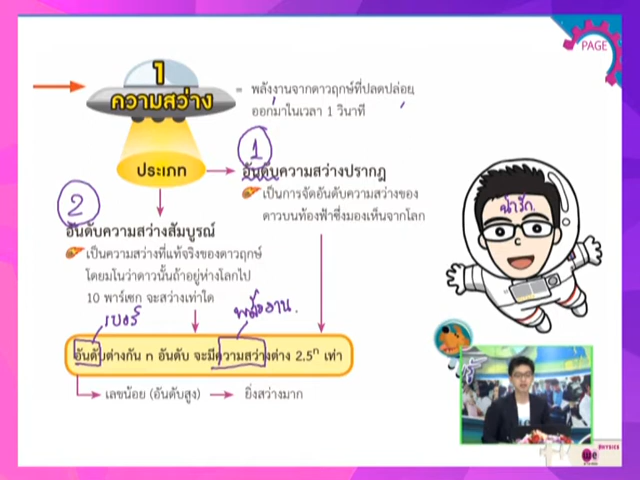 PAGE
1
ความสว่าง
= พลังงานจากดาวฤกษ์ที่ปลดปล่อย
ออกมาในเวลา 1 วินาที
ประเภท
1
อันดับความสว่างปรากฎ
เป็นการจัดอันดับความสว่างของ
ดาวบนท้องฟ้าซึ่งมองเห็นจากโลก
น่ารัก
2
อันดับความสว่างสัมบูรณ์
เป็นความสว่างที่แท้จริงของดาวฤกษ์
โดยมโนว่าดาวนั้นถ้าอยู่ห่างโลกไป
10 พาร์เซก จะสว่างเท่าใด
เบอร์
พลังงาน
อันดับต่างกัน n อันดับ จะมีความสว่างต่าง 2.5ⁿ เท่า
เลขน้อย (อันดับสูง)
ยิ่งสว่างมาก
PHYSICS
we